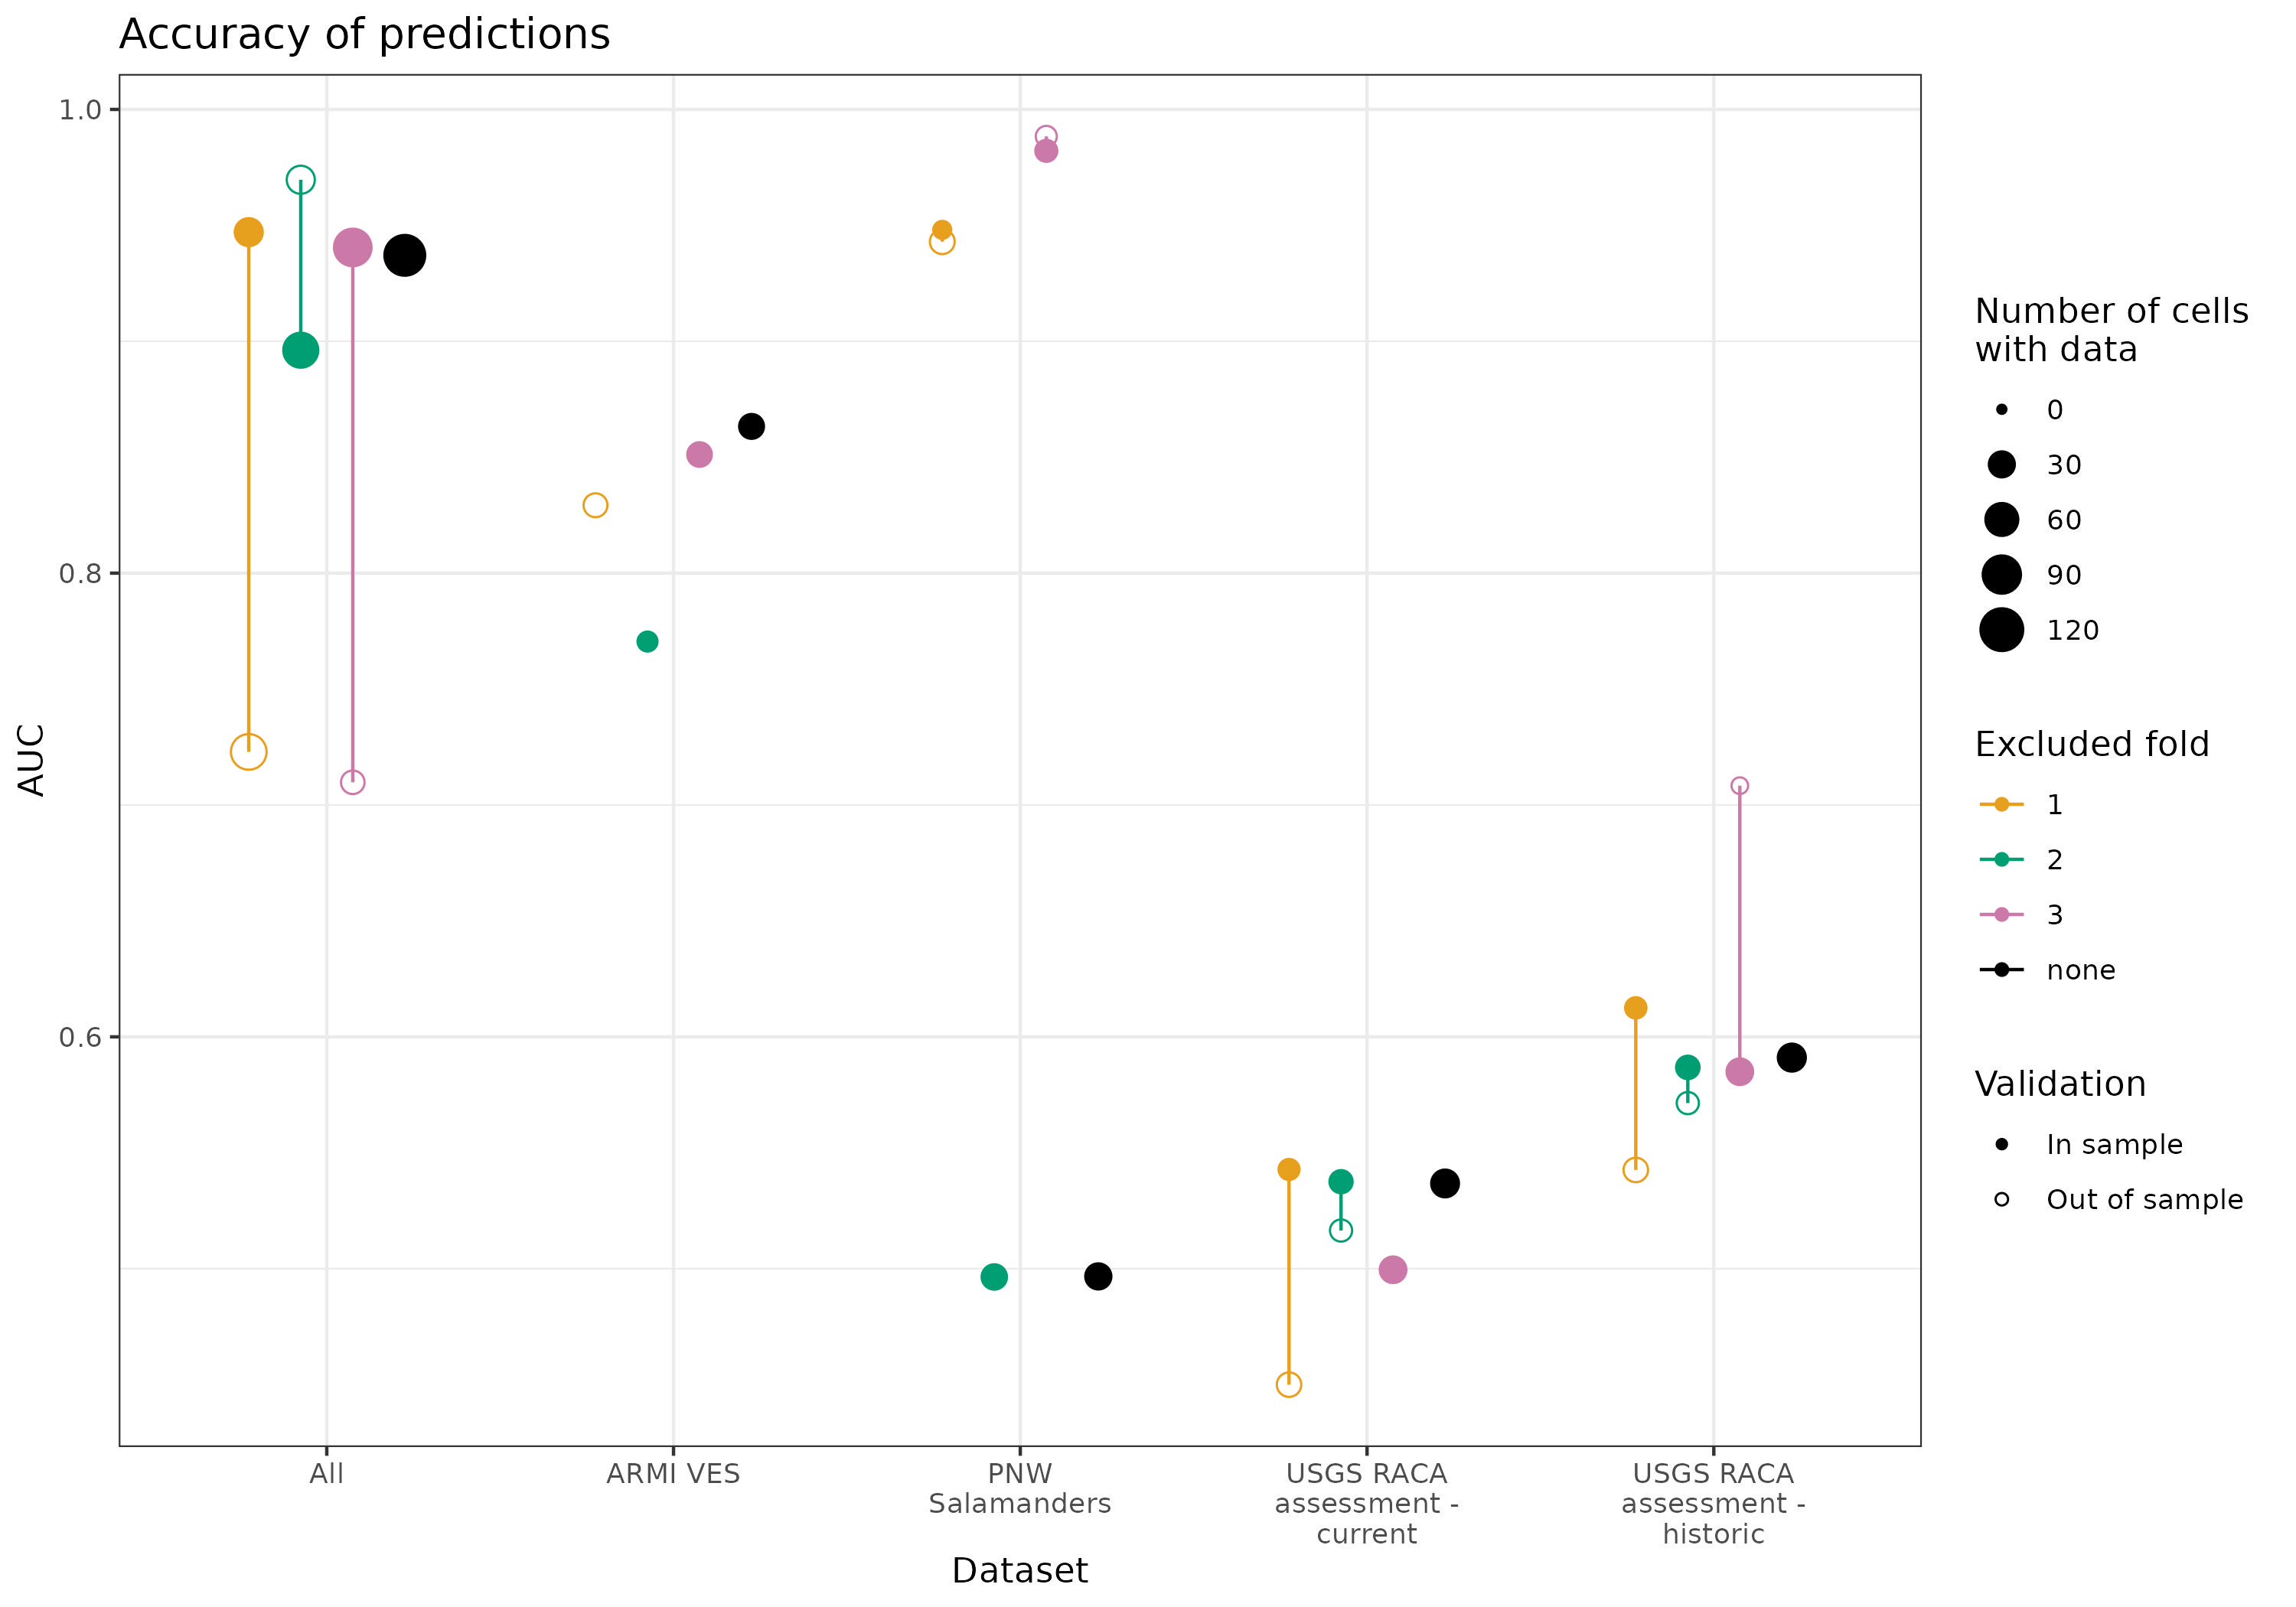 Accuracy of predictions
1.0
0.8
0.6
AUC
All
ARMI VES
PNW
Salamanders
USGS RACA
assessment -
current
USGS RACA
assessment -
historic
Dataset
Number of cells
with data
0
30
60
90
120
Excluded fold
1
2
3
none
Validation
In sample
Out of sample